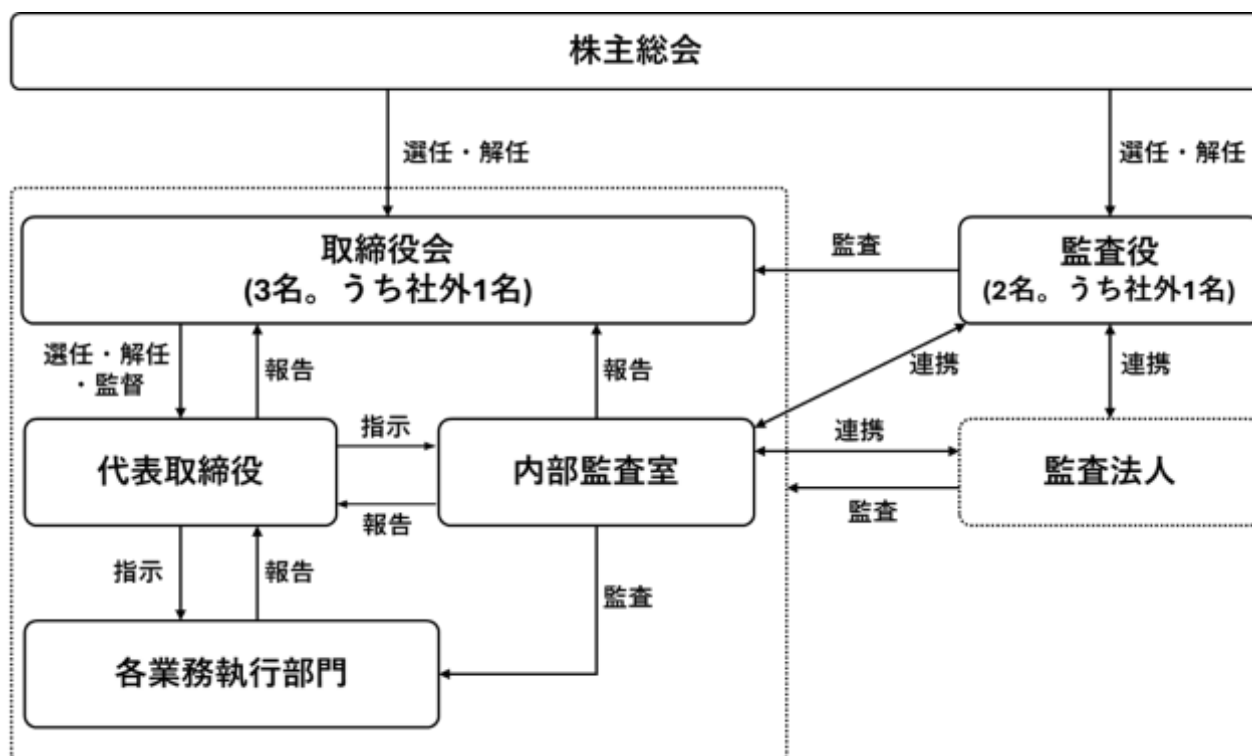 株主総会
選任・解任
選任・解任
取締役会
(3名。うち社外1名)
監査
監査役
(2名。うち社外1名)
選任・解任
・監督
報告
報告
連携
連携
代表取締役
指示
報告
内部監査室
連携
監査
監査法人
指示
報告
監査
各業務執行部門